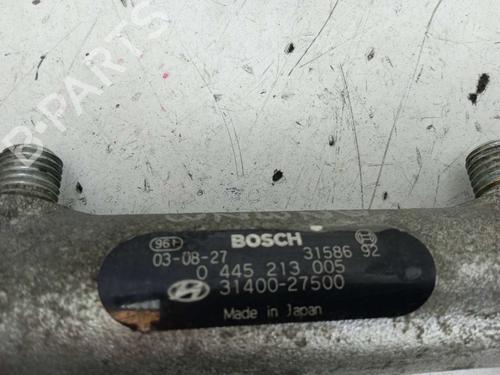 B-PARTS
961 BOSCH 31586 92
03-08-27
0 445 213 005
31400-27500
Made in Japan